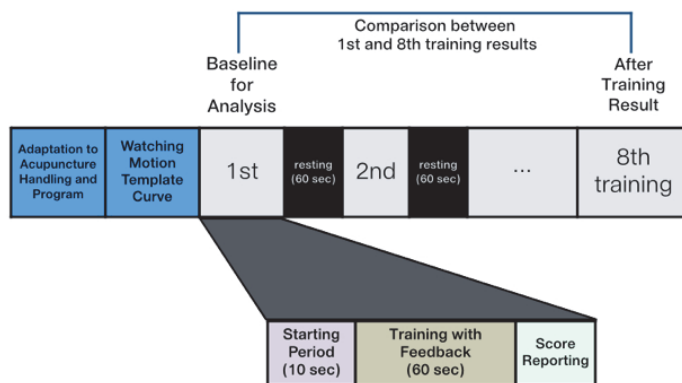 Comparison between
1st and 8th training results
Baseline
for
Analysis
After
Training
Result
Adaptation to
Acupuncture
Handling and
Program
Watching
Motion
Template
Curve
1st
resting
(60 sec)
2nd
resting
(60 sec)
...
8th
training
Starting
Period
(10 sec)
Training with
Feedback
(60 sec)
Score
Reporting